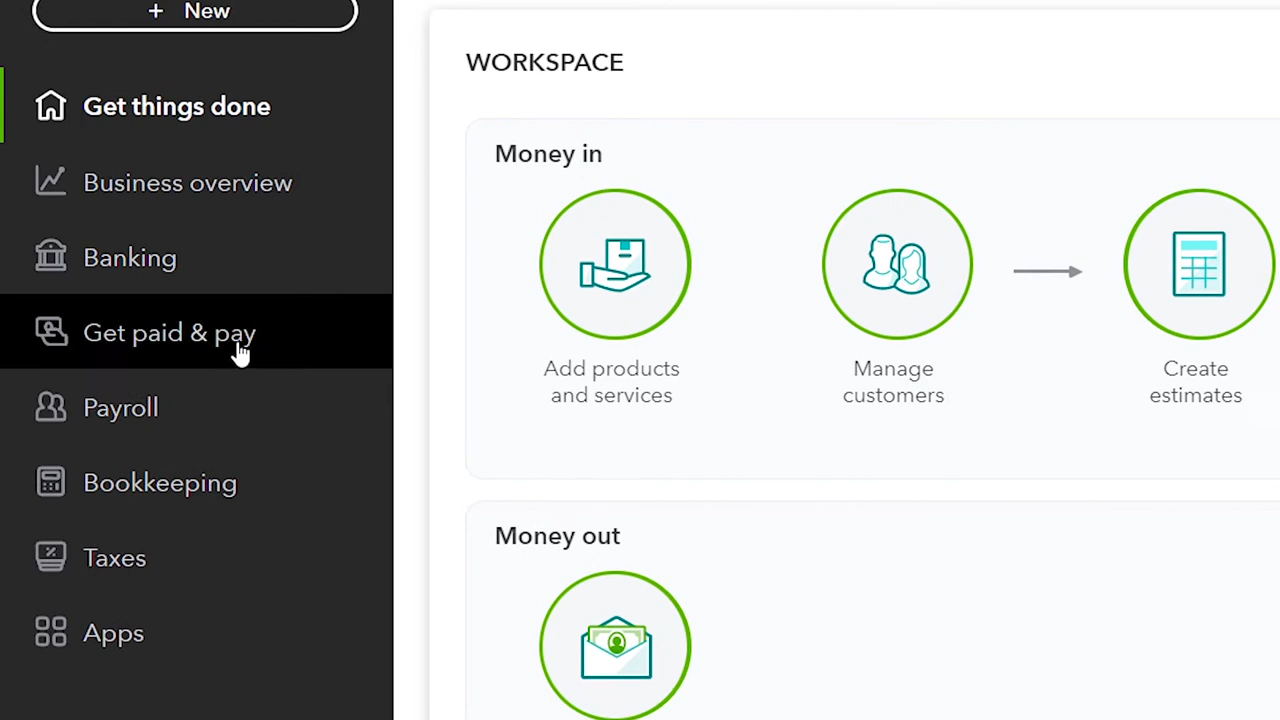 + New
Get things done
Business overview
Banking
Get paid & pay
Payroll
Bookkeeping
Taxes
Apps
WORKSPACE
Money in
Add products
and services
Manage
customers
Create
estimates
Money out